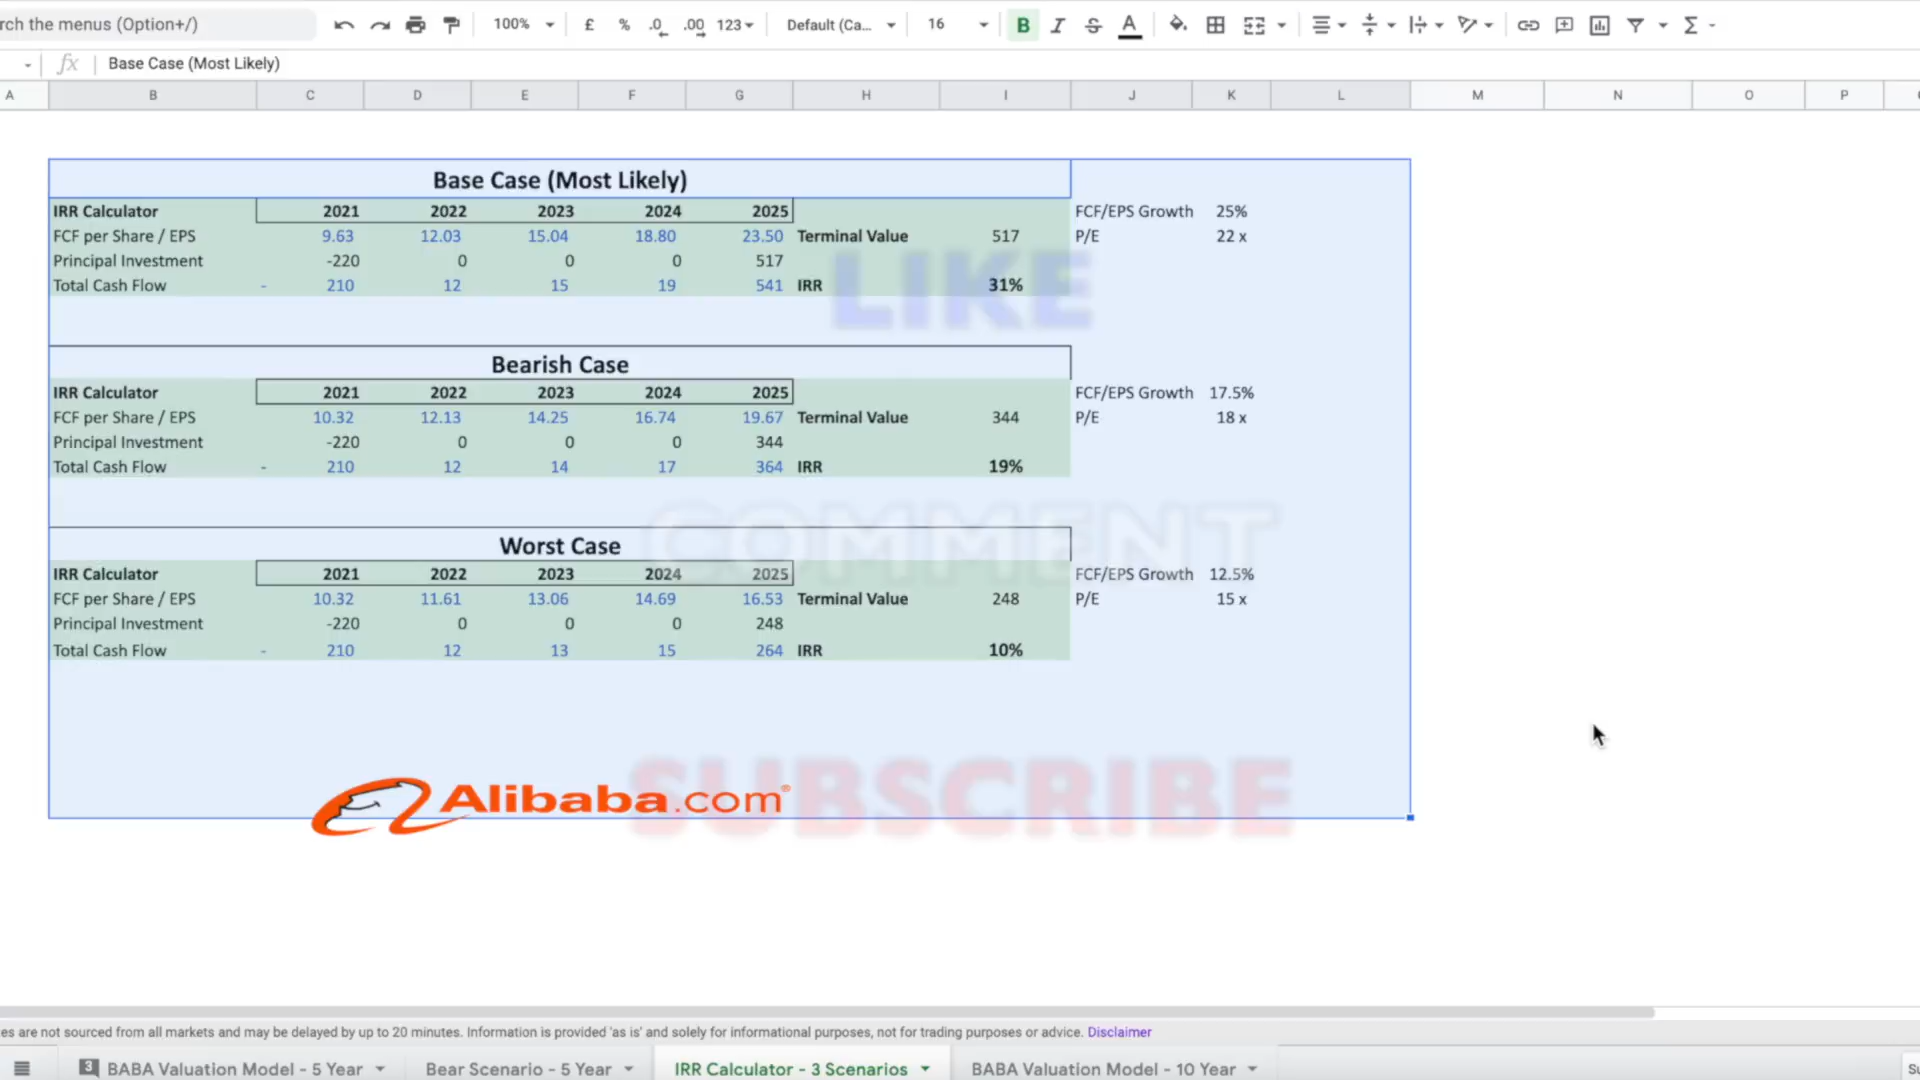 rch the menus (Option+/)
100%
£ % .0 .00 123 Default (Ca... 16 B I S A
fx Base Case (Most Likely)
A B C D E F G H I J K L M N O P
Base Case (Most Likely)
IRR Calculator 2021 2022 2023 2024 2025 FCF/EPS Growth 25%
FCF per Share / EPS 9.63 12.03 15.04 18.80 23.50 Terminal Value 517 P/E 22 x
Principal Investment -220 0 0 0 517
Total Cash Flow - 210 12 15 19 541 IRR 31%
LIKE
Bearish Case
IRR Calculator 2021 2022 2023 2024 2025 FCF/EPS Growth 17.5%
FCF per Share / EPS 10.32 12.13 14.25 16.74 19.67 Terminal Value 344 P/E 18 x
Principal Investment -220 0 0 0 344
Total Cash Flow - 210 12 14 17 364 IRR 19%
COMMENT
Worst Case
IRR Calculator 2021 2022 2023 2024 2025 FCF/EPS Growth 12.5%
FCF per Share / EPS 10.32 11.61 13.06 14.69 16.53 Terminal Value 248 P/E 15 x
Principal Investment -220 0 0 0 248
Total Cash Flow - 210 12 13 15 264 IRR 10%
Alibaba.com®
SUBSCRIBE
es are not sourced from all markets and may be delayed by up to 20 minutes. Information is provided 'as is' and solely for informational purposes, not for trading purposes or advice. Disclaimer
3 BABA Valuation Model - 5 Year Bear Scenario - 5 Year IRR Calculator - 3 Scenarios BABA Valuation Model - 10 Year Su